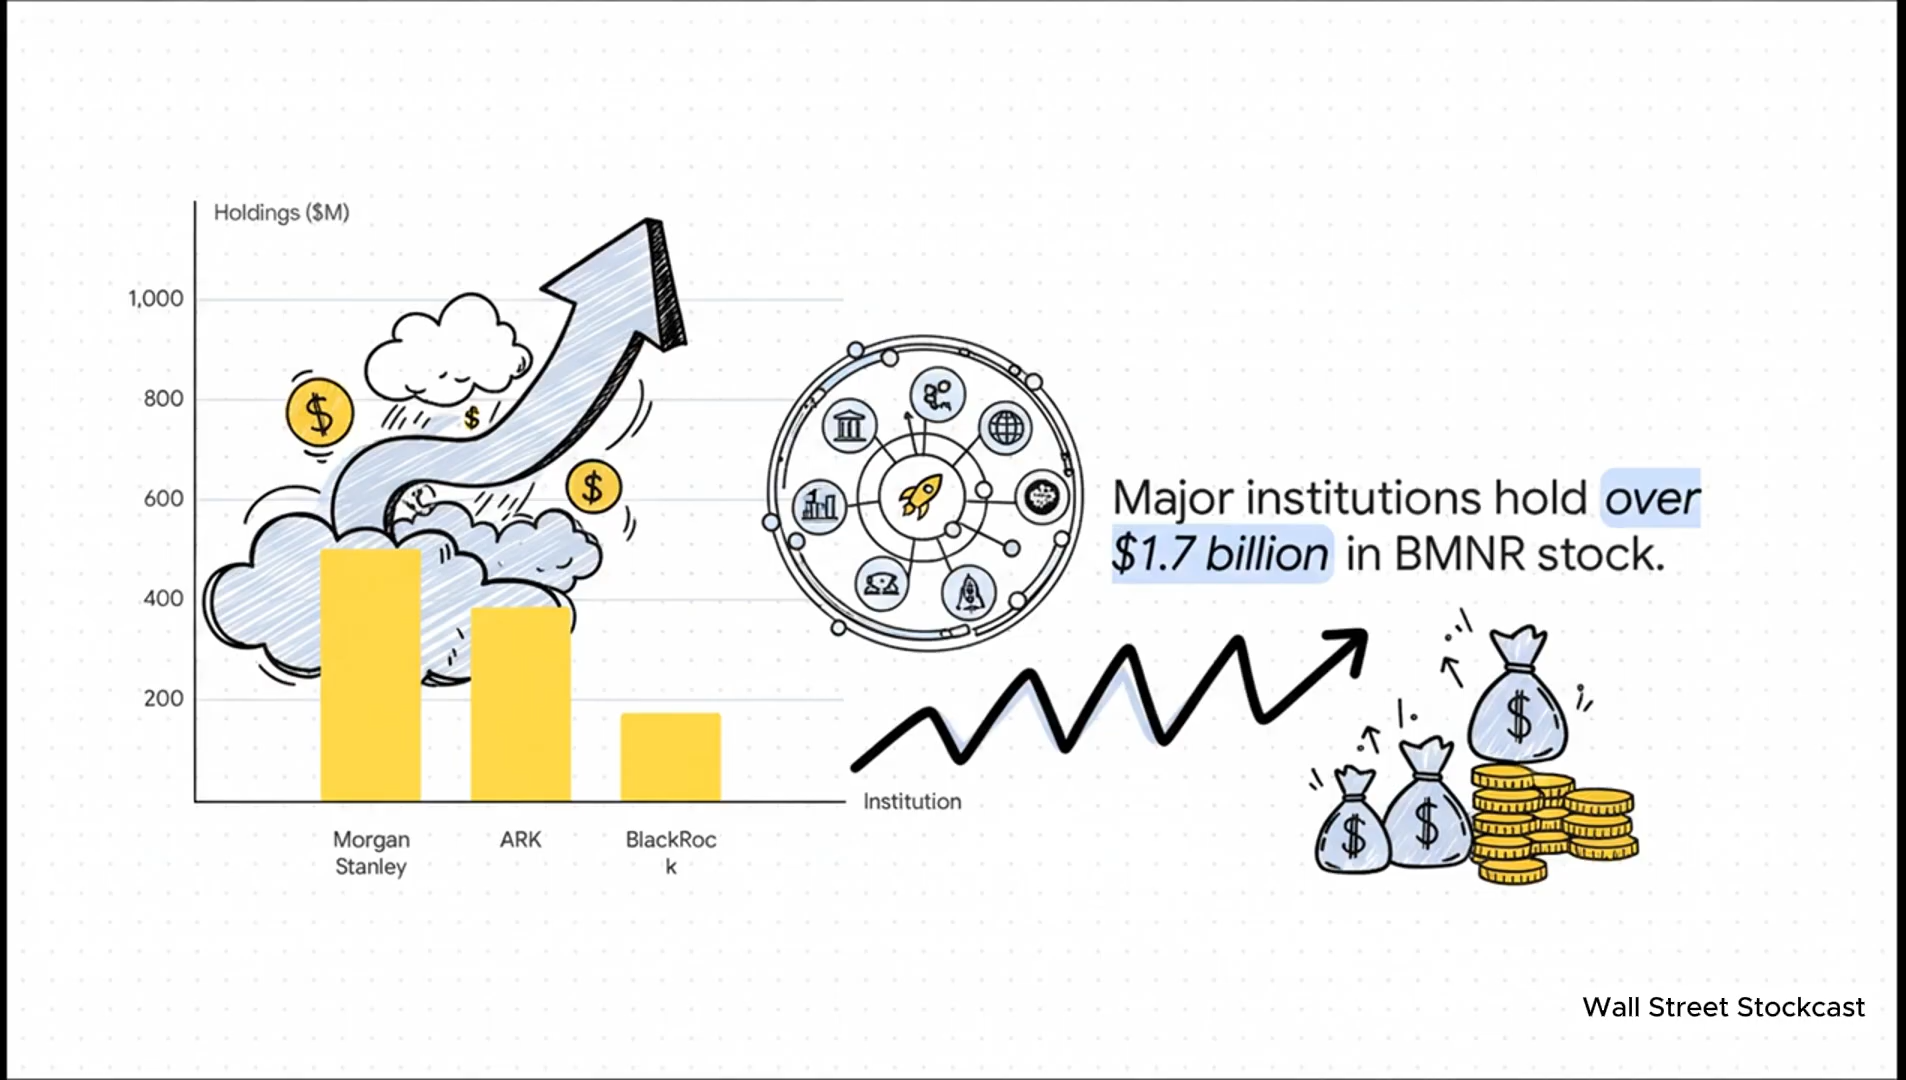 Holdings ($M)
1,000
800
600
400
200
Morgan
Stanley
ARK
BlackRoc
k
Institution
$
$
$
Major institutions hold over
$1.7 billion in BMNR stock.
$
$
$
Wall Street Stockcast